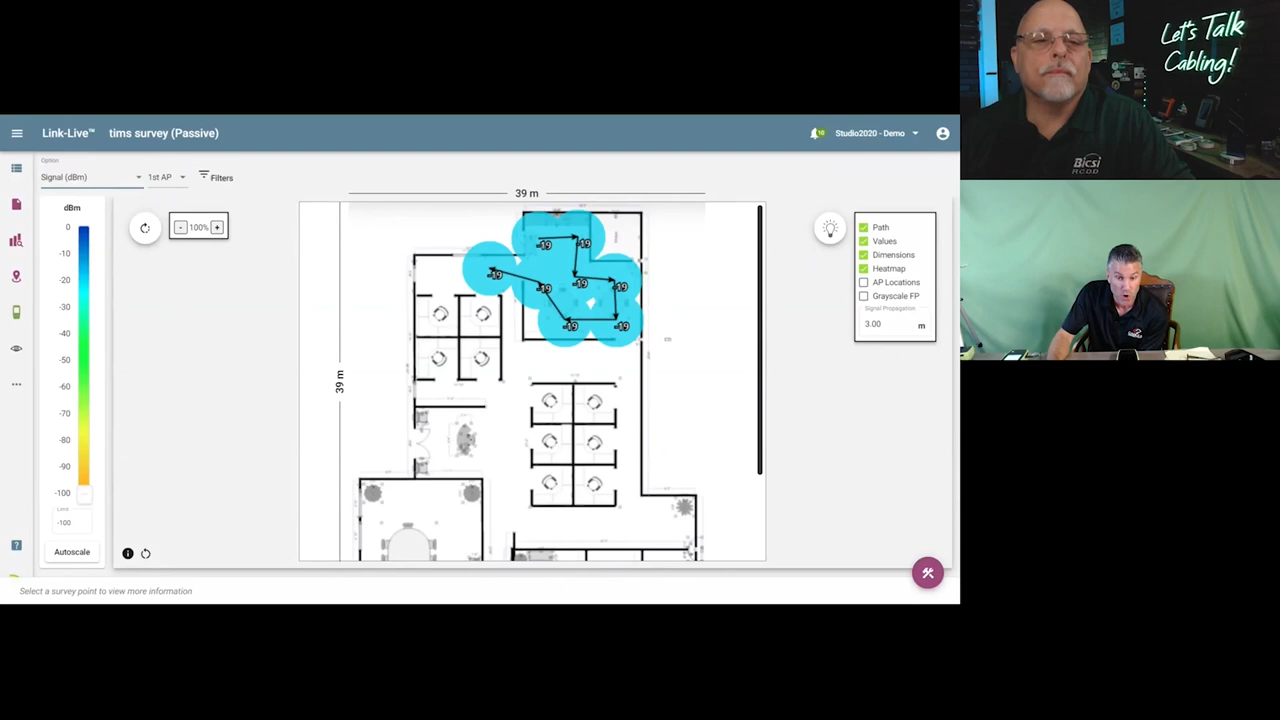 Let's Talk
Cabling!
Bicsi
RCDD
Link-Live™ tims survey (Passive)
Studio2020 - Demo
Option
Signal (dBm)
1st AP
Filters
39 m
dBm
100%
Path
Values
Dimensions
Heatmap
AP Locations
Grayscale FP
Signal Propagation
3.00 m
0
-10
-20
-30
-40
-50
-60
-70
-80
-90
-100
Limit
-100
Autoscale
39 m
-19
-19
-19
-19
-19
-19
-19
-19
Select a survey point to view more information